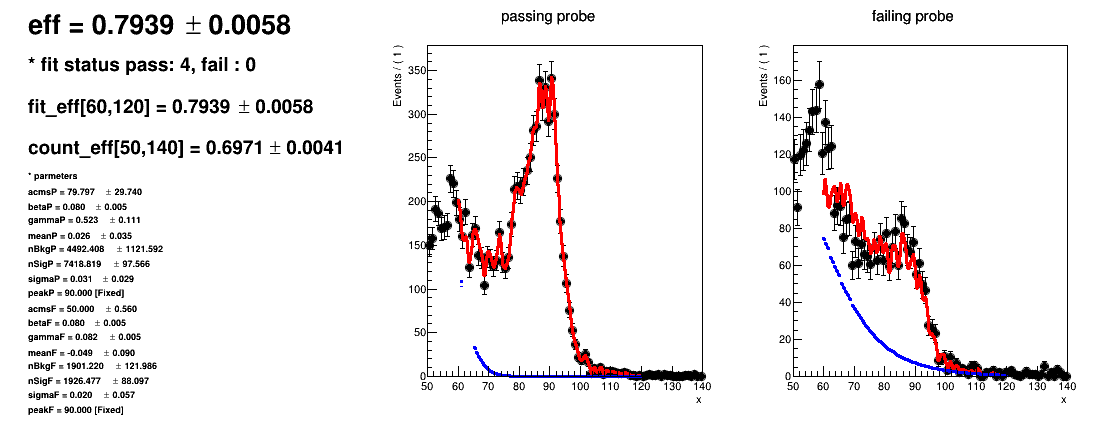 eff = 0.7939 ± 0.0058
* fit status pass: 4, fail : 0
fit_eff[60,120] = 0.7939 ± 0.0058
count_eff[50,140] = 0.6971 ± 0.0041
* parmeters
acmsP = 79.797 ± 29.740
betaP = 0.080 ± 0.005
gammaP = 0.523 ± 0.111
meanP = 0.026 ± 0.035
nBkgP = 4492.408 ± 1121.592
nSigP = 7418.819 ± 97.566
sigmaP = 0.031 ± 0.029
peakP = 90.000 [Fixed]
acmsF = 50.000 ± 0.560
betaF = 0.080 ± 0.005
gammaF = 0.082 ± 0.005
meanF = -0.049 ± 0.090
nBkgF = 1901.220 ± 121.986
nSigF = 1926.477 ± 88.097
sigmaF = 0.020 ± 0.057
peakF = 90.000 [Fixed]
passing probe
Events / ( 1 )
350
300
250
200
150
100
50
0
50 60 70 80 90 100 110 120 130 140
x
failing probe
Events / ( 1 )
160
140
120
100
80
60
40
20
0
50 60 70 80 90 100 110 120 130 140
x